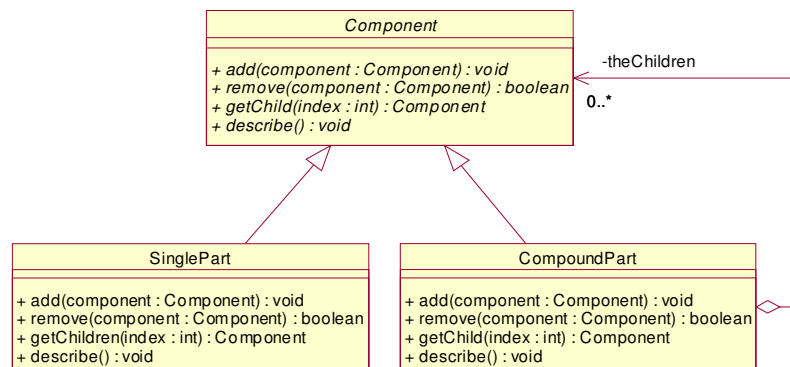 Component
+ add(component : Component) : void
+ remove(component : Component) : boolean
+ getChild(index : int) : Component
+ describe() : void
-theChildren
0..*
SinglePart
+ add(component : Component) : void
+ remove(component : Component) : boolean
+ getChildren(index : int) : Component
+ describe() : void
CompoundPart
+ add(component : Component) : void
+ remove(component : Component) : boolean
+ getChild(index : int) : Component
+ describe() : void